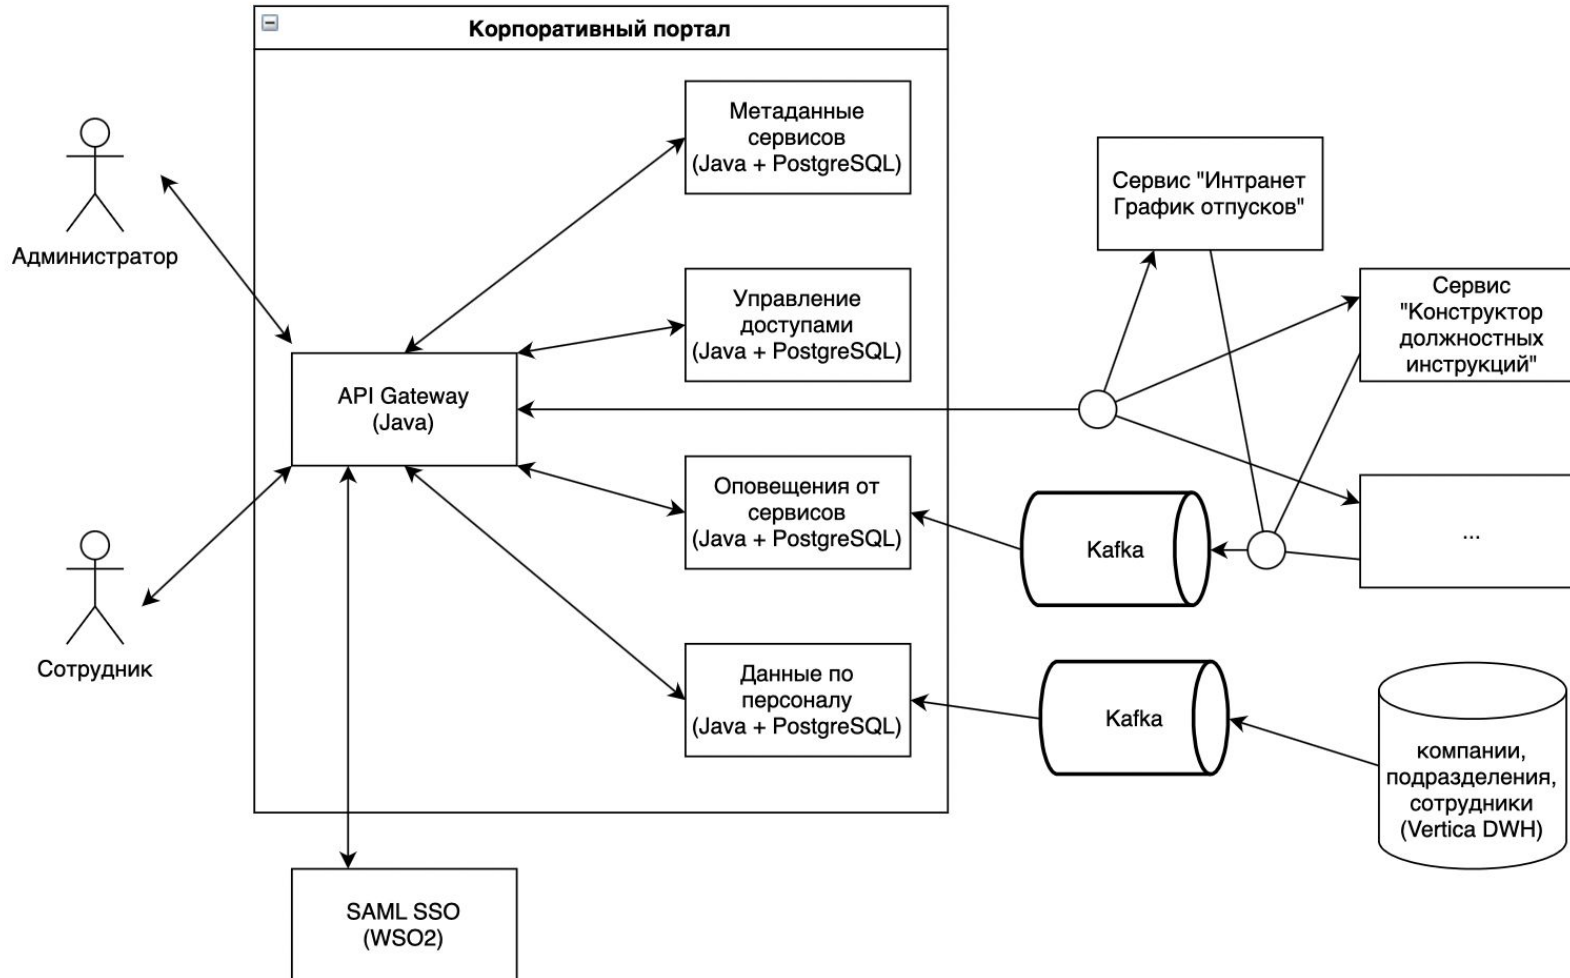 Корпоративный портал
Метаданные
сервисов
(Java + PostgreSQL)
Администратор
Сервис "Интранет
График отпусков"
Управление
доступами
(Java + PostgreSQL)
Сервис
"Конструктор
должностных
инструкций"
API Gateway
(Java)
Оповещения от
сервисов
(Java + PostgreSQL)
Kafka
...
Сотрудник
Данные по
персоналу
(Java + PostgreSQL)
Kafka
компании,
подразделения,
сотрудники
(Vertica DWH)
SAML SSO
(WSO2)